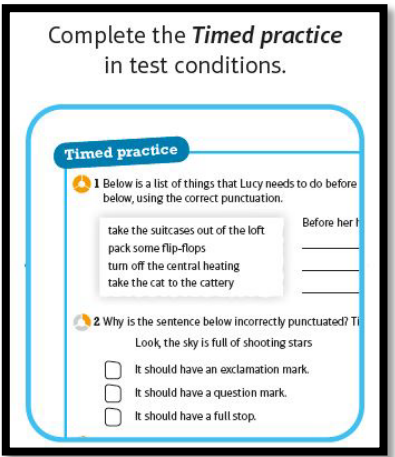 Complete the Timed practice
in test conditions.
Timed practice
1 Below is a list of things that Lucy needs to do before
below, using the correct punctuation.
take the suitcases out of the loft
pack some flip-flops
turn off the central heating
take the cat to the cattery
Before her
2 Why is the sentence below incorrectly punctuated?
Look, the sky is full of shooting stars
It should have an exclamation mark.
It should have a question mark.
It should have a full stop.